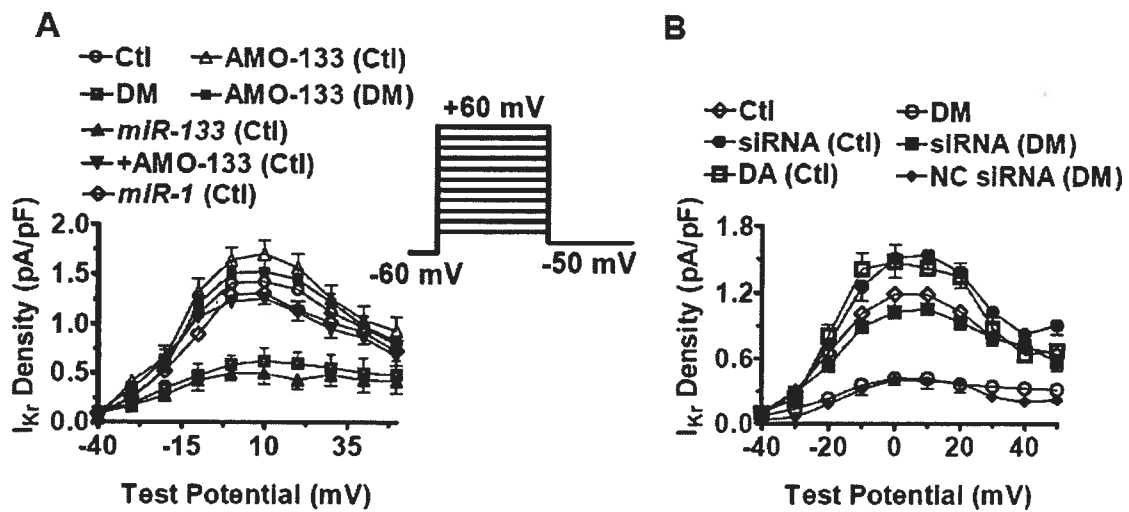 A
Ctl
AMO-133 (Ctl)
DM
AMO-133 (DM)
miR-133 (Ctl)
+AMO-133 (Ctl)
miR-1 (Ctl)
+60 mV
-60 mV
-50 mV
I_Kr Density (pA/pF)
2.0
1.5
1.0
0.5
0.0
-40
-15
10
35
Test Potential (mV)
B
Ctl
DM
siRNA (Ctl)
siRNA (DM)
DA (Ctl)
NC siRNA (DM)
I_Kr Density (pA/pF)
1.8
1.2
0.6
0.0
-40
-20
0
20
40
Test Potential (mV)